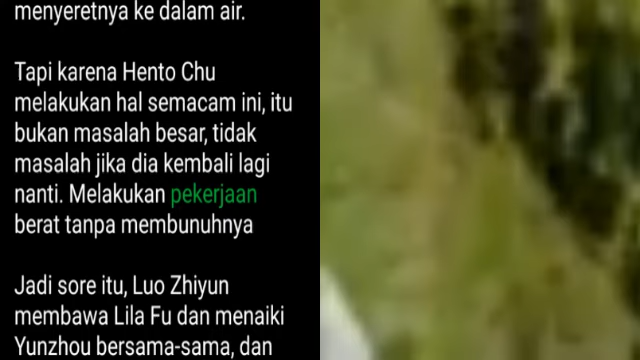 menyeretnya ke dalam air.
Tapi karena Hento Chu
melakukan hal semacam ini, itu
bukan masalah besar, tidak
masalah jika dia kembali lagi
nanti. Melakukan pekerjaan
berat tanpa membunuhnya
Jadi sore itu, Luo Zhiyun
membawa Lila Fu dan menaiki
Yunzhou bersama-sama, dan